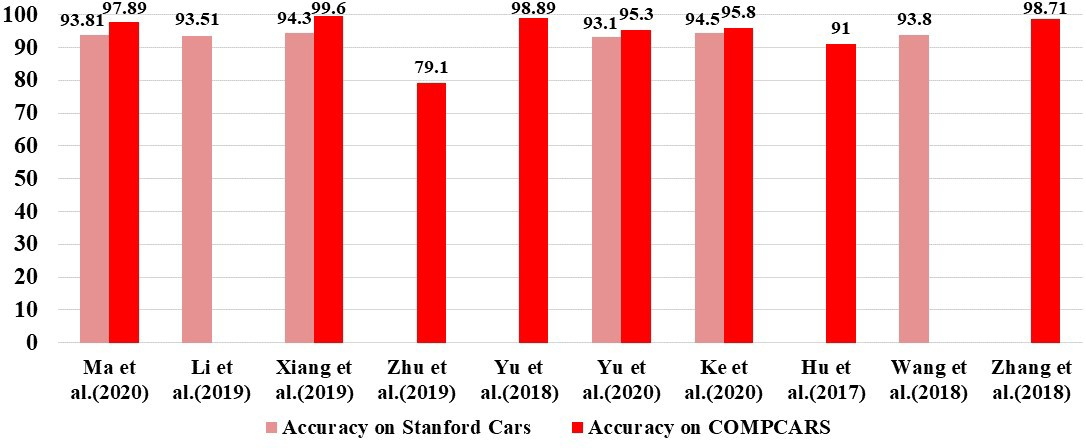 100
90
80
70
60
50
40
30
20
10
0
93.81
97.89
93.51
94.3
99.6
79.1
98.89
93.1
95.3
94.5
95.8
91
93.8
98.71
Ma et
al.(2020)
Li et
al.(2019)
Xiang et
al.(2019)
Zhu et
al.(2019)
Yu et
al.(2018)
Yu et
al.(2020)
Ke et
al.(2020)
Hu et
al.(2017)
Wang et
al.(2018)
Zhang et
al.(2018)
Accuracy on Stanford Cars
Accuracy on COMPCARS